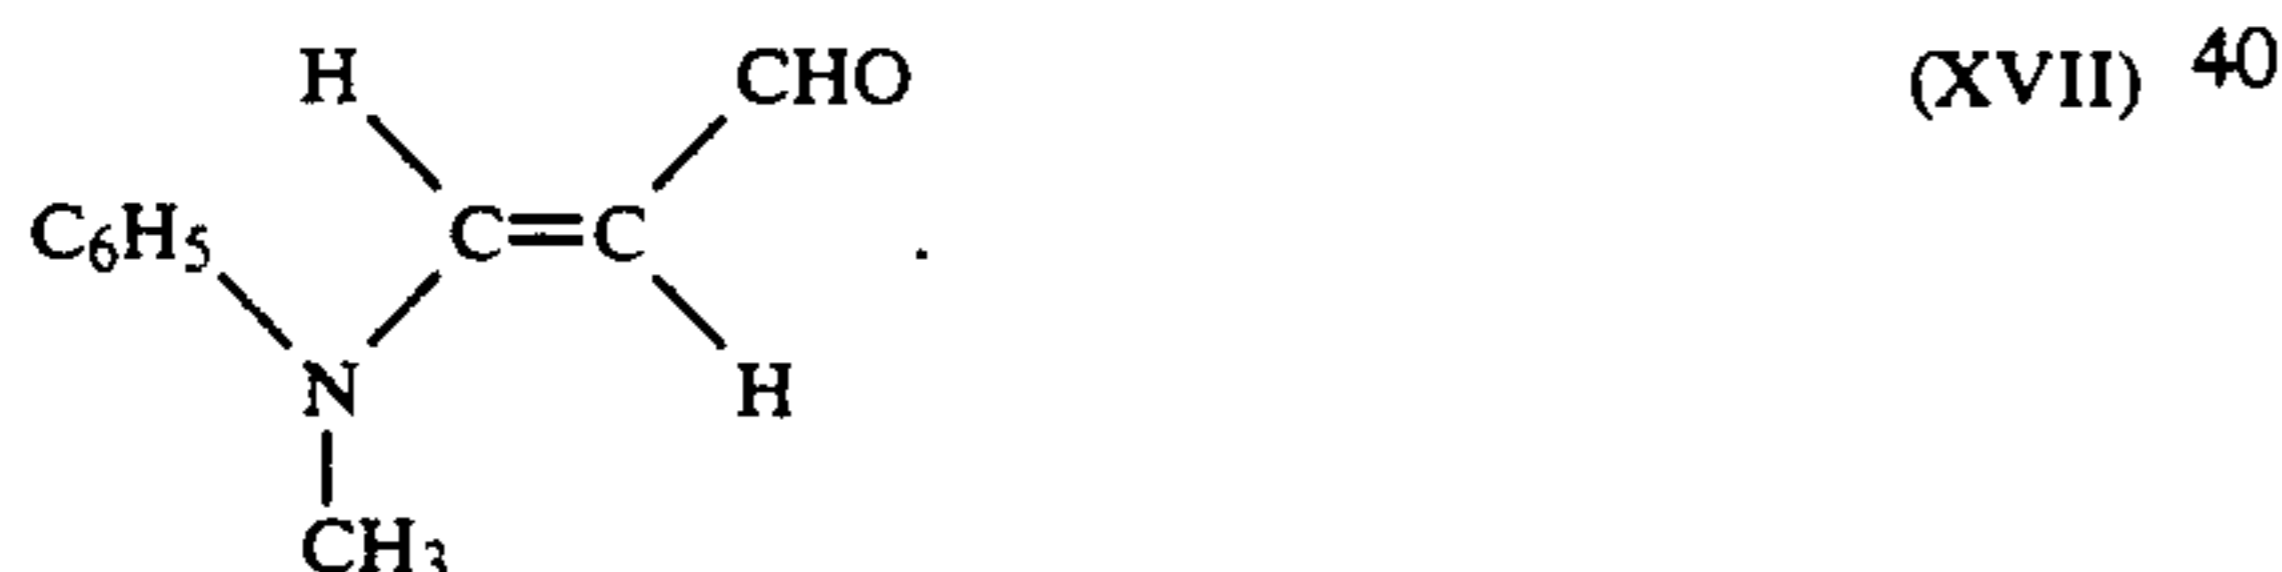 H CHO (XVII) 40
C₆H₅ C=C .
N H
CH₃